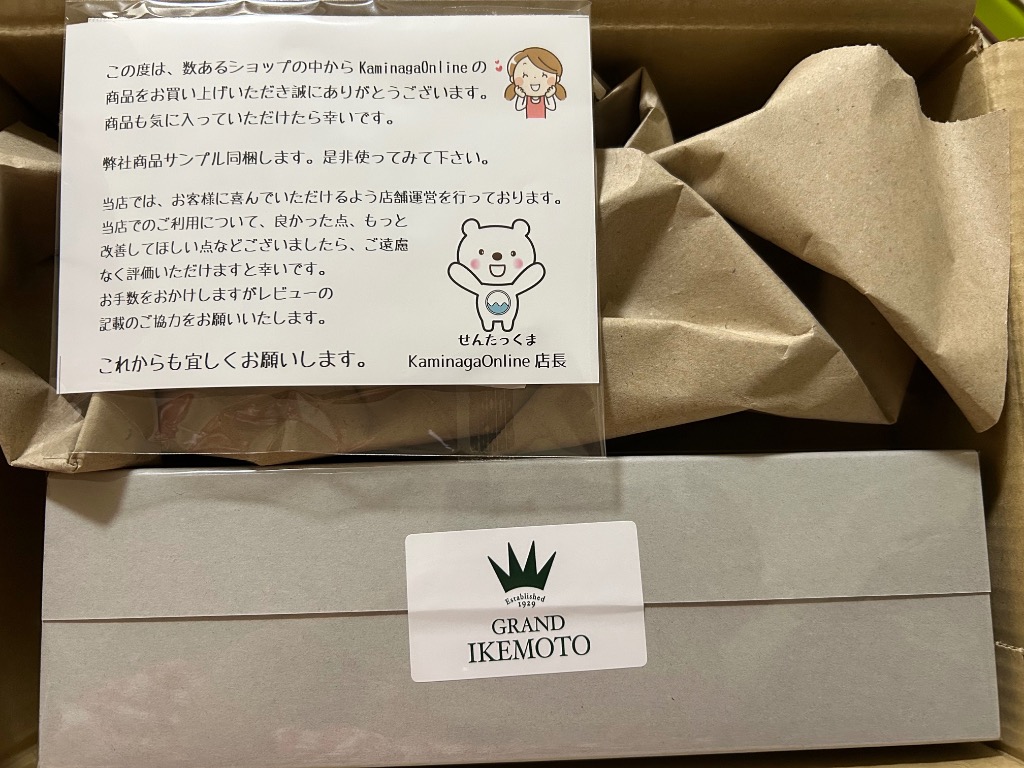 この度は、数あるショップの中からKaminagaOnlineの
商品をお買い上げいただき誠にありがとうございます。
商品も気に入っていただけたら幸いです。
弊社商品サンプル同梱します。是非使ってみて下さい。
当店では、お客様に喜んでいただけるよう店舗運営を行っております。
当店でのご利用について、良かった点、もっと
改善してほしい点などございましたら、ご遠慮
なく評価いただけますと幸いです。
お手数をおかけしますがレビューの
記載のご協力をお願いいたします。
これからも宜しくお願いします。
せんたっくま
KaminagaOnline 店長
Established
1929
GRAND
IKEMOTO